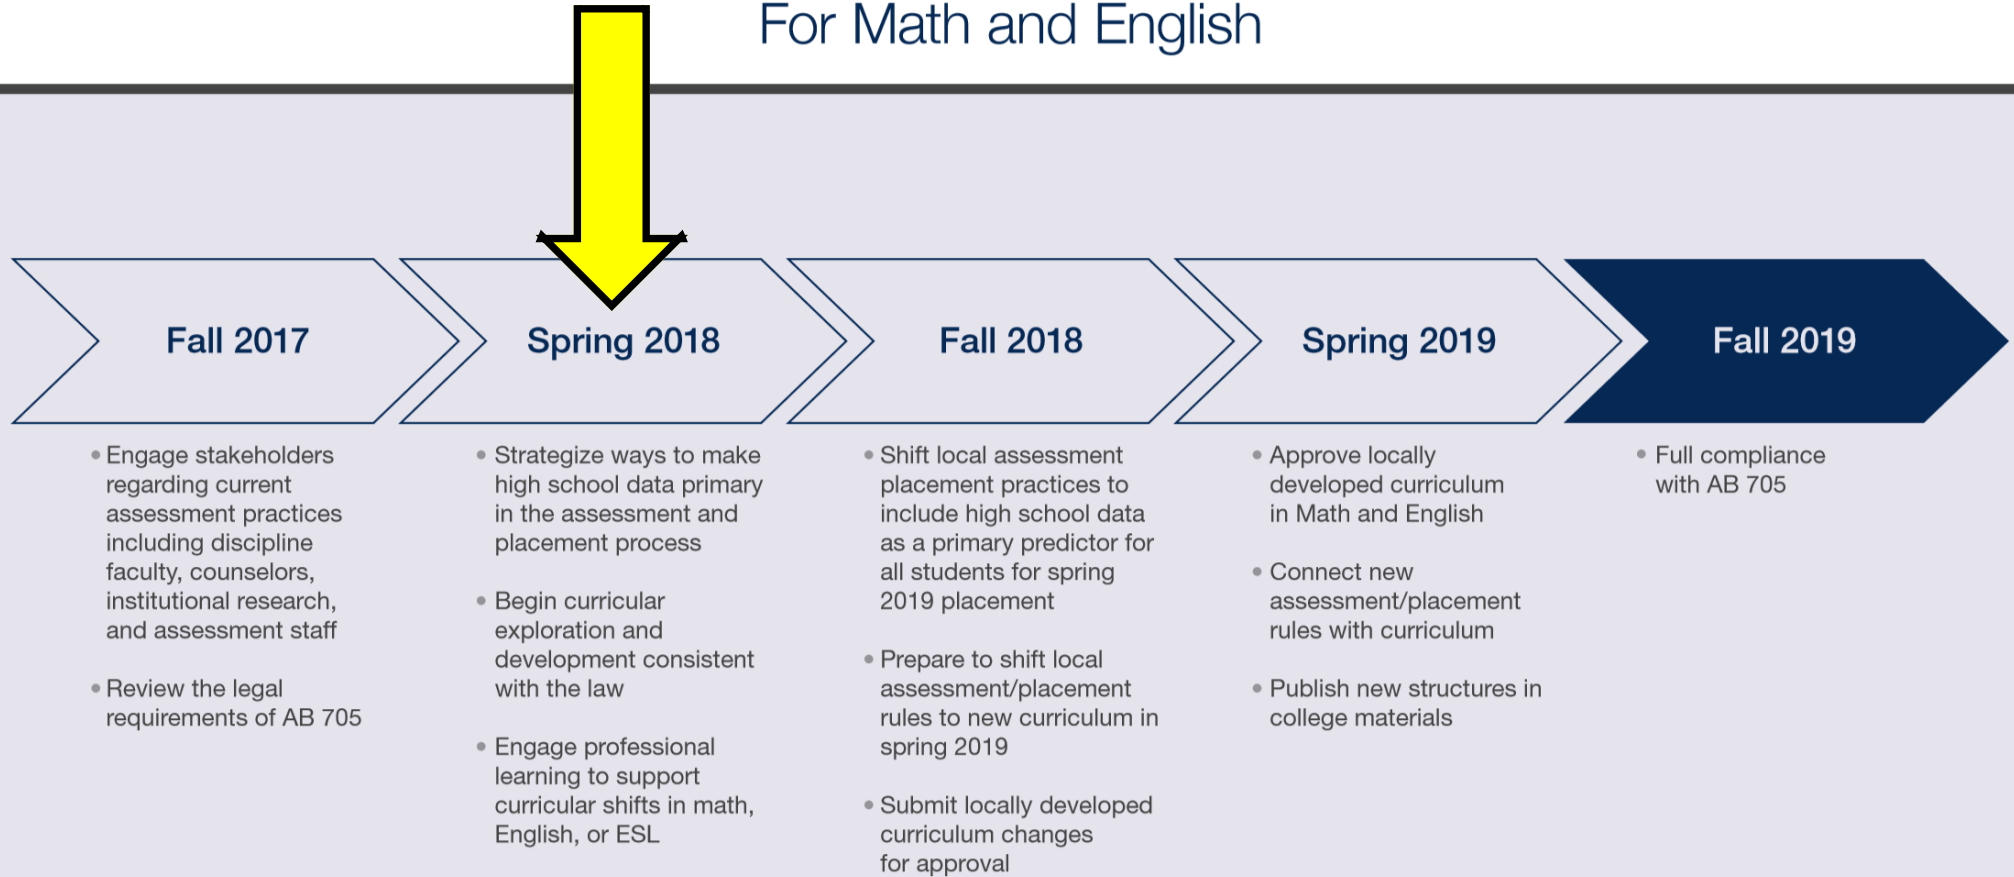 For Math and English
Fall 2017
Spring 2018
Fall 2018
Spring 2019
Fall 2019
• Engage stakeholders
regarding current
assessment practices
including discipline
faculty, counselors,
institutional research,
and assessment staff
• Review the legal
requirements of AB 705
• Strategize ways to make
high school data primary
in the assessment and
placement process
• Begin curricular
exploration and
development consistent
with the law
• Engage professional
learning to support
curricular shifts in math,
English, or ESL
• Shift local assessment
placement practices to
include high school data
as a primary predictor for
all students for spring
2019 placement
• Prepare to shift local
assessment/placement
rules to new curriculum in
spring 2019
• Submit locally developed
curriculum changes
for approval
• Approve locally
developed curriculum
in Math and English
• Connect new
assessment/placement
rules with curriculum
• Publish new structures in
college materials
• Full compliance
with AB 705